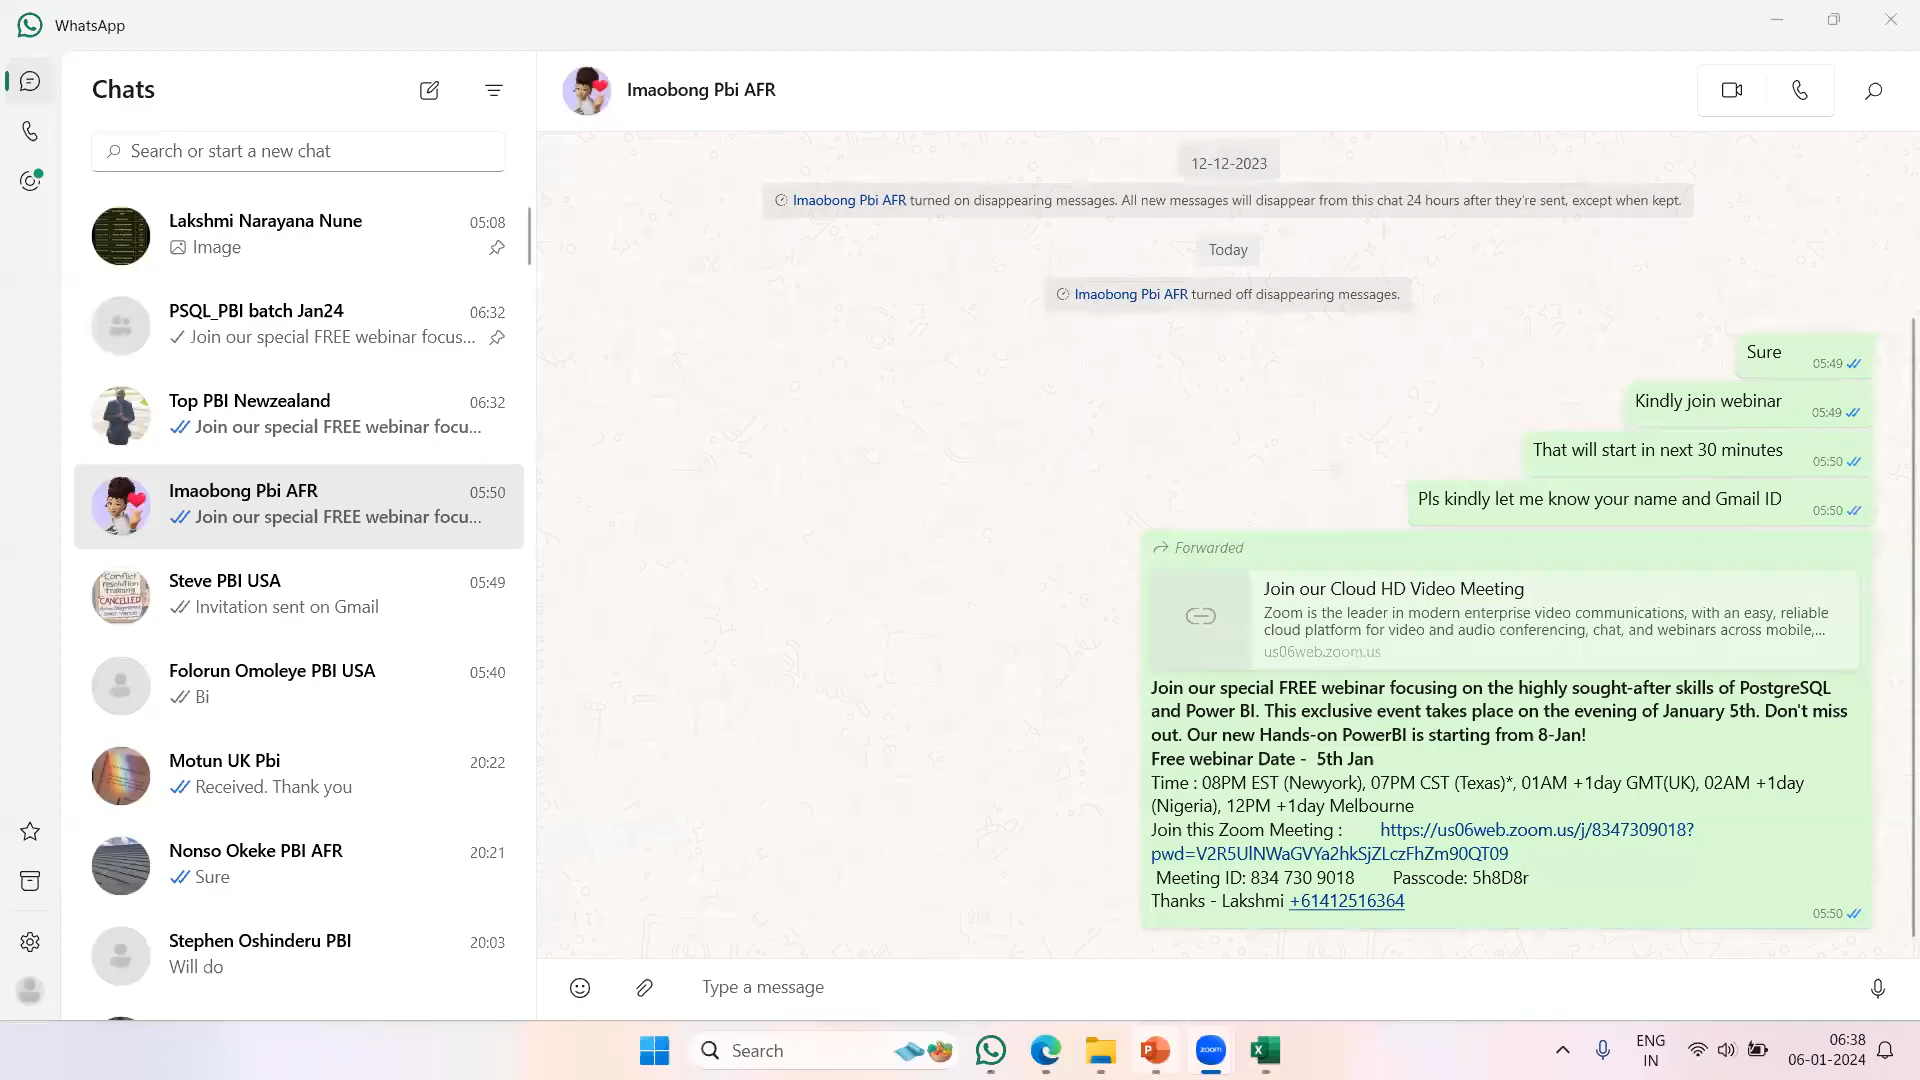 WhatsApp
Chats
Search or start a new chat
Lakshmi Narayana Nune 05:08
Image
PSQL_PBI batch Jan24 06:32
Join our special FREE webinar focus...
Top PBI Newzealand 06:32
Join our special FREE webinar focu...
Imaobong Pbi AFR 05:50
Join our special FREE webinar focu...
Steve PBI USA 05:49
Invitation sent on Gmail
Folorun Omoleye PBI USA 05:40
Bi
Motun UK Pbi 20:22
Received. Thank you
Nonso Okeke PBI AFR 20:21
Sure
Stephen Oshinderu PBI 20:03
Will do
Imaobong Pbi AFR
12-12-2023
Imaobong Pbi AFR turned on disappearing messages. All new messages will disappear from this chat 24 hours after they're sent, except when kept.
Today
Imaobong Pbi AFR turned off disappearing messages.
Sure 05:49
Kindly join webinar 05:49
That will start in next 30 minutes 05:50
Pls kindly let me know your name and Gmail ID 05:50
Forwarded
Join our Cloud HD Video Meeting
Zoom is the leader in modern enterprise video communications, with an easy, reliable
cloud platform for video and audio conferencing, chat, and webinars across mobile,...
us06web.zoom.us
Join our special FREE webinar focusing on the highly sought-after skills of PostgreSQL
and Power BI. This exclusive event takes place on the evening of January 5th. Don't miss
out. Our new Hands-on PowerBI is starting from 8-Jan!
Free webinar Date - 5th Jan
Time : 08PM EST (Newyork), 07PM CST (Texas)*, 01AM +1day GMT(UK), 02AM +1day
(Nigeria), 12PM +1day Melbourne
Join this Zoom Meeting : https://us06web.zoom.us/j/8347309018?
pwd=V2R5UlNWaGVYa2hkSjZLczFhZm90QT09
Meeting ID: 834 730 9018 Passcode: 5h8D8r
Thanks - Lakshmi +61412516364
05:50
Type a message
Search
zoom
ENG
IN
06:38
06-01-2024